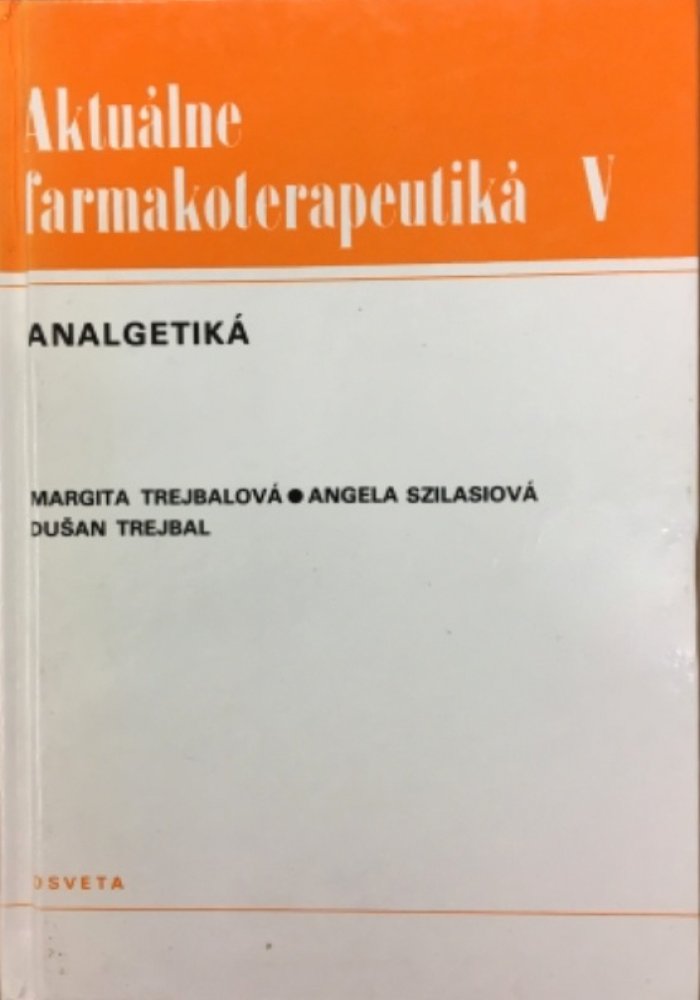 Aktuálne
farmakoterapeutiká V
ANALGETIKÁ
MARGITA TREJBALOVÁ ● ANGELA SZILASIOVÁ
DUŠAN TREJBAL
OSVETA